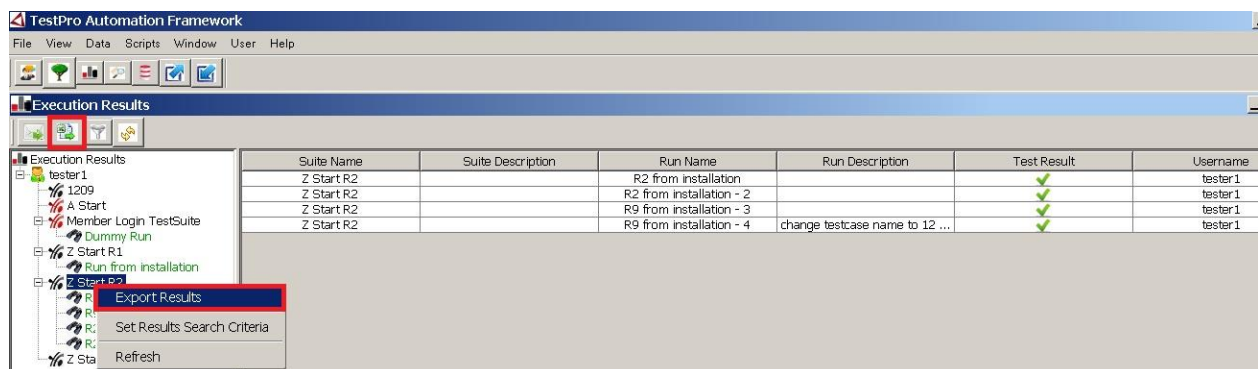 TestPro Automation Framework
File View Data Scripts Window User Help
Execution Results
Execution Results
tester1
1209
A Start
Member Login TestSuite
Dummy Run
Z Start R1
Run from installation
Z Start R2
Export Results
Set Results Search Criteria
Refresh
Z Sta
Suite Name Suite Description Run Name Run Description Test Result Username
Z Start R2 R2 from installation tester1
Z Start R2 R2 from installation - 2 tester1
Z Start R2 R9 from installation - 3 tester1
Z Start R2 R9 from installation - 4 change testcase name to 12 ... tester1